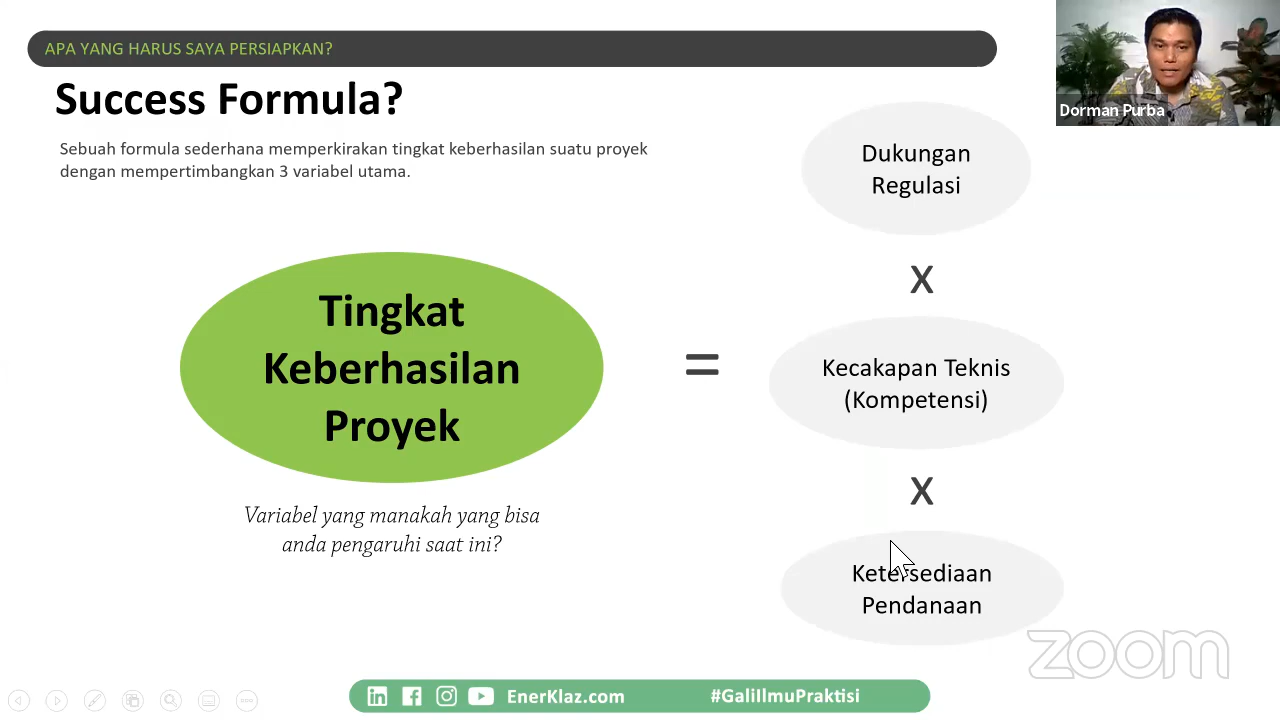 APA YANG HARUS SAYA PERSIAPKAN?
Success Formula?
Sebuah formula sederhana memperkirakan tingkat keberhasilan suatu proyek
dengan mempertimbangkan 3 variabel utama.
Dorman Purba
Tingkat
Keberhasilan
Proyek
=
Dukungan
Regulasi
X
Kecakapan Teknis
(Kompetensi)
X
Ketersediaan
Pendanaan
Variabel yang manakah yang bisa
anda pengaruhi saat ini?
zoom
EnerKlaz.com
#GaliIlmuPraktisi